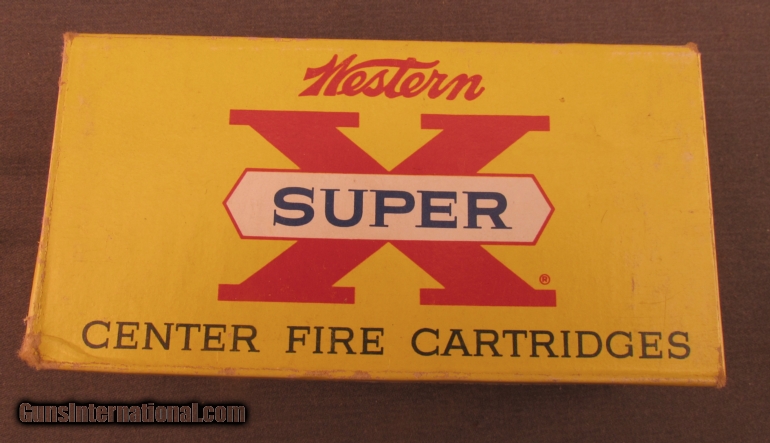 Western
X
SUPER
®
CENTER FIRE CARTRIDGES
GunsInternational.com